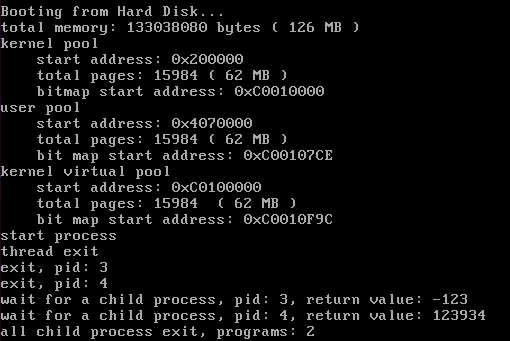 Booting from Hard Disk...
total memory: 133038080 bytes ( 126 MB )
kernel pool
start address: 0x200000
total pages: 15984 ( 62 MB )
bitmap start address: 0xC0010000
user pool
start address: 0x4070000
total pages: 15984 ( 62 MB )
bit map start address: 0xC00107CE
kernel virtual pool
start address: 0xC0100000
total pages: 15984  ( 62 MB )
bit map start address: 0xC0010F9C
start process
thread exit
exit, pid: 3
exit, pid: 4
wait for a child process, pid: 3, return value: -123
wait for a child process, pid: 4, return value: 123934
all child process exit, programs: 2